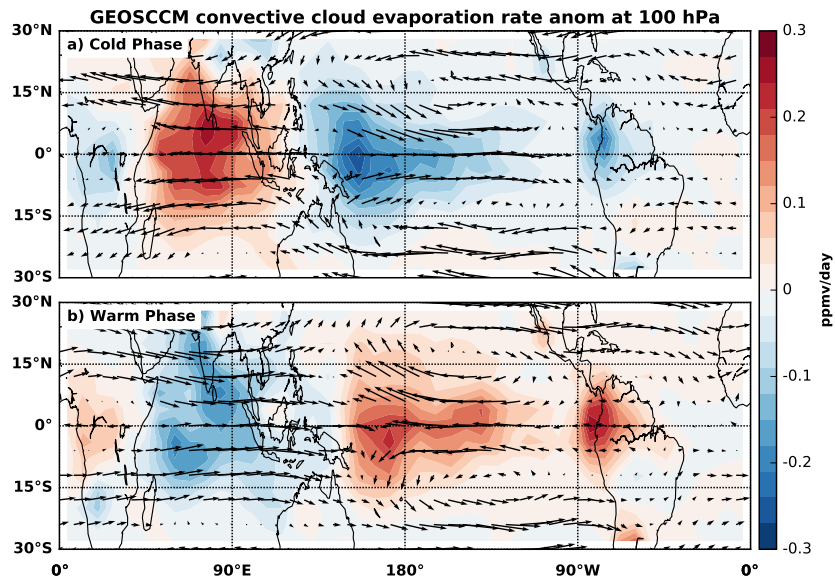 GEOSCCM convective cloud evaporation rate anom at 100 hPa
30°N
a) Cold Phase
15°N
0°
15°S
30°S
30°N
b) Warm Phase
15°N
0°
15°S
30°S
0°
90°E
180°
90°W
0°
0.3
0.2
0.1
0
-0.1
-0.2
-0.3
ppmv/day